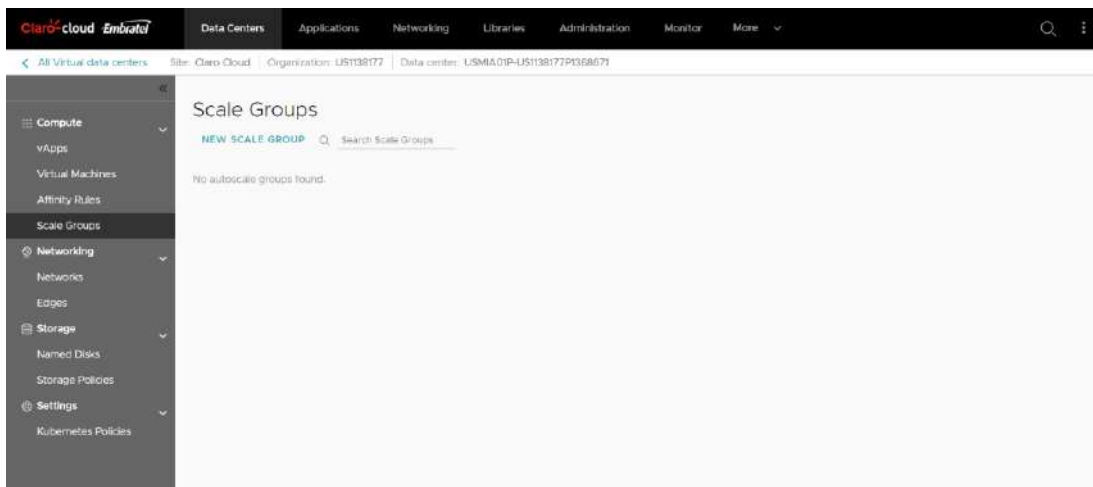 Claro-cloud Embratel Data Centers Applications Networking Libraries Administration Monitor More
All Virtual data centers Site: Claro Cloud Organization: US1138177 Data center: USMIA01P-US1138177P1368671
Scale Groups
NEW SCALE GROUP Search Scale Groups
No autoscale groups found.
Compute
vApps
Virtual Machines
Affinity Rules
Scale Groups
Networking
Networks
Edges
Storage
Named Disks
Storage Policies
Settings
Kubernetes Policies